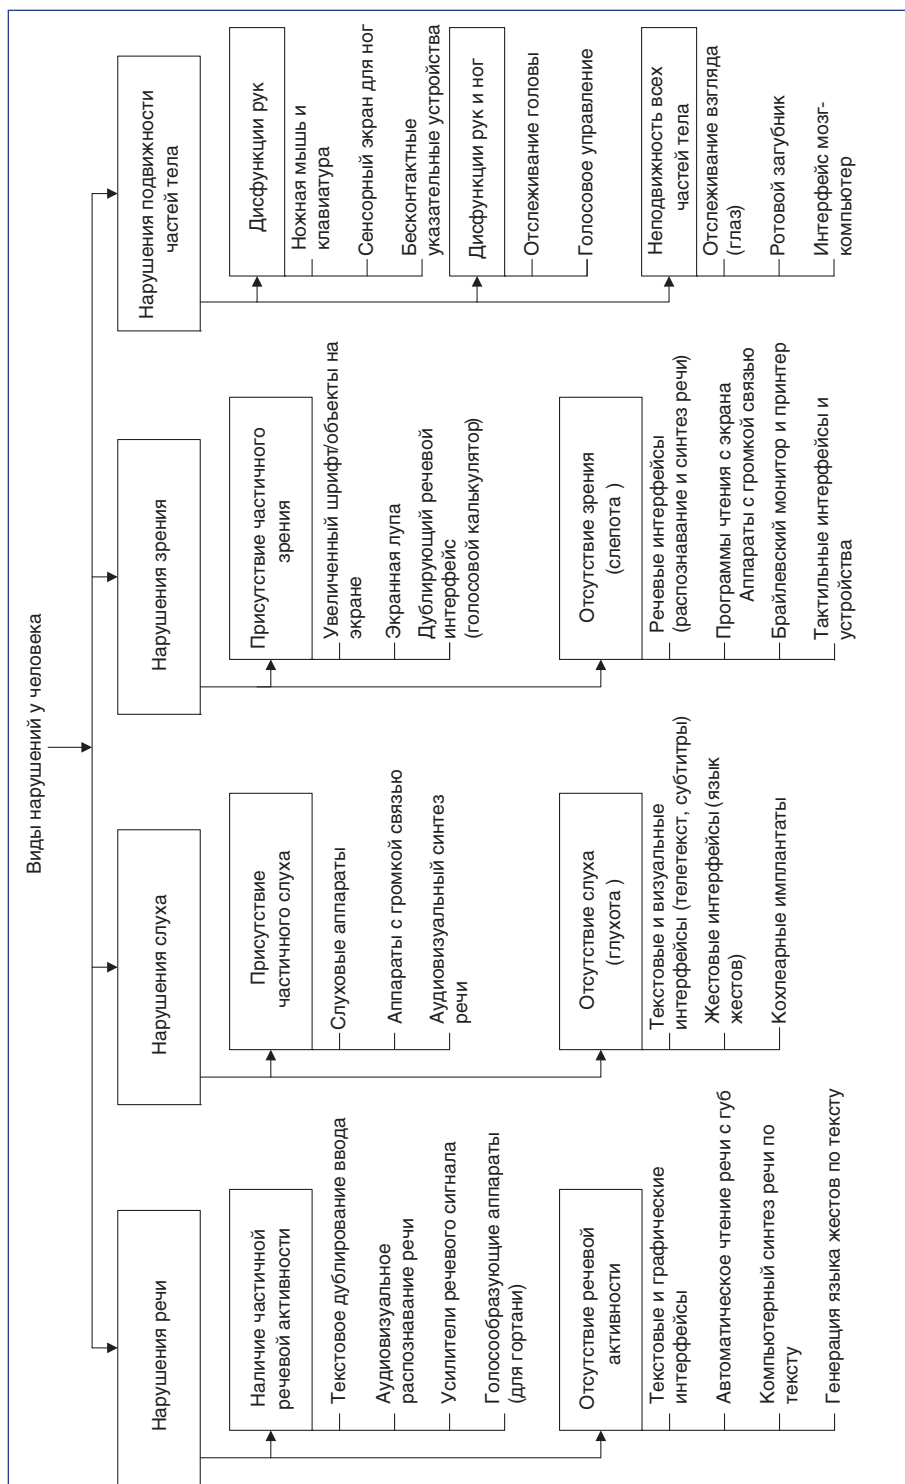 Виды нарушений у человека
Нарушения речи
Наличие частичной
речевой активности
Текстовое дублирование ввода
Аудиовизуальное
распознавание речи
Усилители речевого сигнала
Голосообразующие аппараты
(для гортани)
Отсутствие речевой
активности
Текстовые и графические
интерфейсы
Автоматическое чтение речи с губ
Компьютерный синтез речи по
тексту
Генерация языка жестов по тексту
Нарушения слуха
Присутствие
частичного слуха
Слуховые аппараты
Аппараты с громкой связью
Аудиовизуальный синтез
речи
Отсутствие слуха
(глухота )
Текстовые и визуальные
интерфейсы (телетекст, субтитры)
Жестовые интерфейсы (язык
жестов)
Кохлеарные имплантаты
Нарушения зрения
Присутствие частичного
зрения
Увеличенный шрифт/объекты на
экране
Экранная лупа
Дублирующий речевой
интерфейс
(голосовой калькулятор)
Отсутствие зрения
(слепота )
Речевые интерфейсы
(распознавание и синтез речи)
Программы чтения с экрана
Аппараты с громкой связью
Брайлевский монитор и принтер
Тактильные интерфейсы и
устройства
Нарушения подвижности
частей тела
Дисфункции рук
Ножная мышь и
клавиатура
Сенсорный экран для ног
Бесконтактные
указательные устройства
Дисфункции рук и ног
Отслеживание головы
Голосовое управление
Неподвижность всех
частей тела
Отслеживание взгляда
(глаз)
Ротовой загубник
Интерфейс мозг-
компьютер